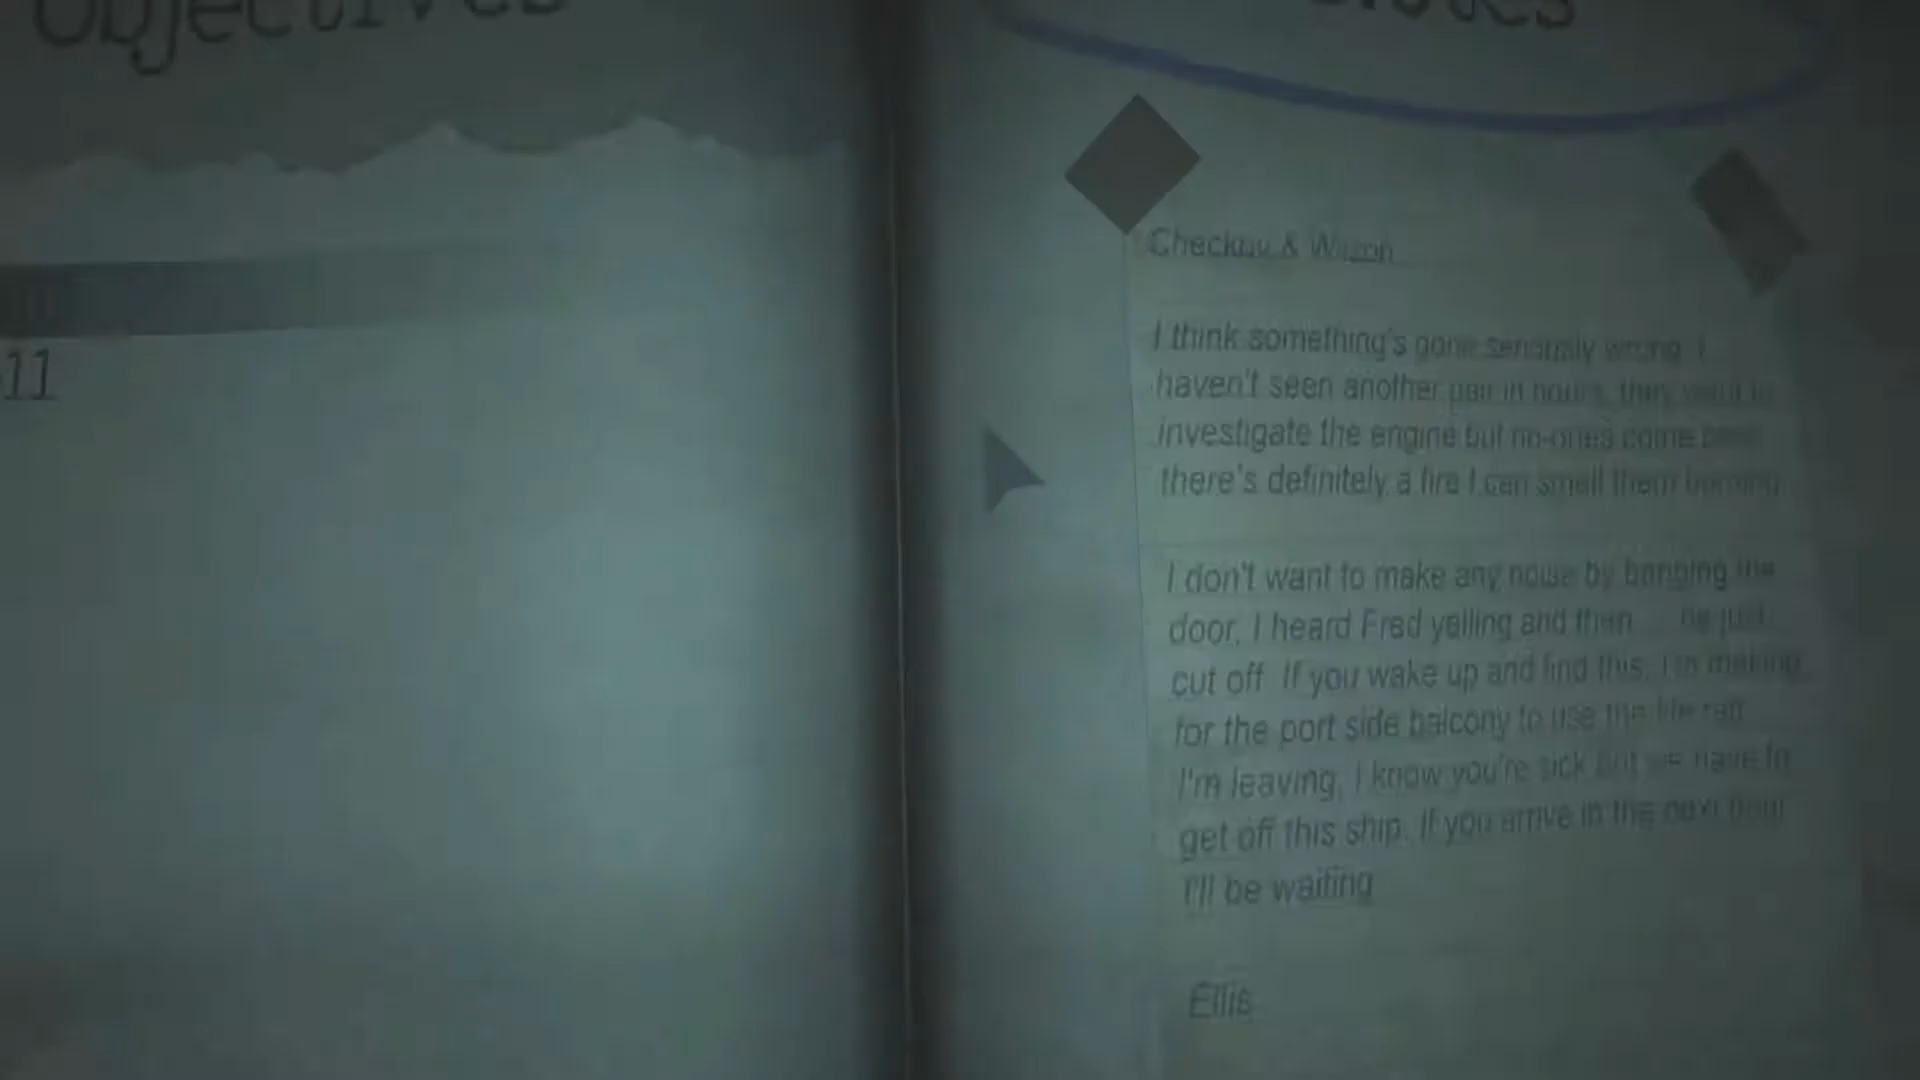 Objectives
11
I think something's gone seriously wrong. I
haven't seen another pair in hours, they went to
investigate the engine but no-ones come back
there's definitely a fire I can smell them burning
I don't want to make any noise by banging the
door, I heard Fred yelling and then .... he just
cut off. If you wake up and find this, I'm making
for the port side balcony to use the life raft
I'm leaving, I know you're sick but we have to
get off this ship. If you arrive in the next hour
I'll be waiting
Ellis